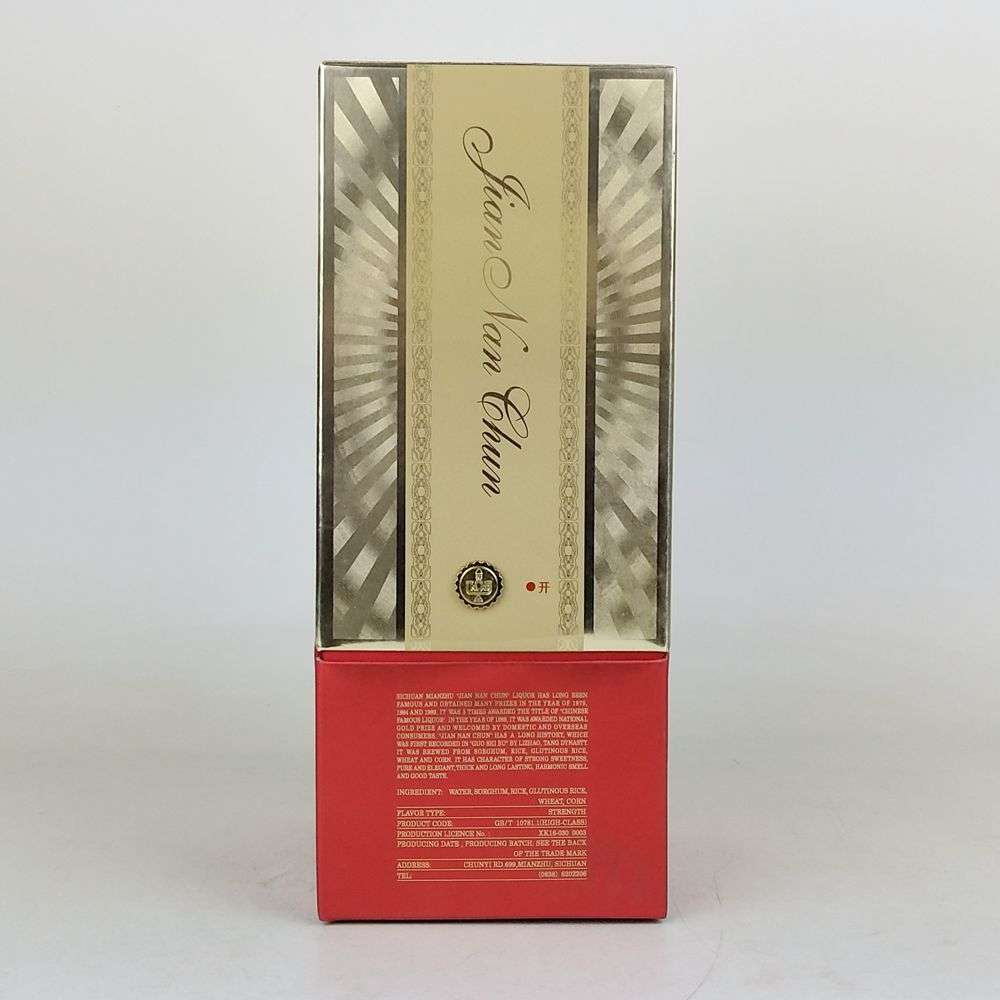 Jian Nan Chun
开
SICHUAN MIANZHU "JIAN NAN CHUN" LIQUOR HAS LONG BEEN
FAMOUS AND OBTAINED MANY PRIZES IN THE YEAR OF 1979,
1984 AND 1989. IT WAS 3 TIMES AWARDED THE TITLE OF "CHINESE
FAMOUS LIQUOR". IN THE YEAR OF 1988, IT WAS AWARDED NATIONAL
GOLD PRIZE AND WELCOMED BY DOMESTIC AND OVERSEAS
CONSUMERS. "JIAN NAN CHUN" HAS A LONG HISTORY, WHICH
WAS FIRST RECORDED IN "GUO SHI BU" BY LIZHAO, TANG DYNASTY
IT WAS BREWED FROM SORGHUM, RICE, GLUTINOUS RICE,
WHEAT AND CORN. IT HAS CHARACTER OF STRONG SWEETNESS,
PURE AND ELEGANT,THICK AND LONG LASTING, HARMONIC SMELL
AND GOOD TASTE.
INGREDIENT: WATER, SORGHUM, RICE, GLUTINOUS RICE,
WHEAT, CORN
FLAVOR TYPE: STRENGTH
PRODUCT CODE: GB/T 10781.1(HIGH-CLASS)
PRODUCTION LICENCE No. : XK16-030 0003
PRODUCING DATE , PRODUCING BATCH: SEE THE BACK
OF THE TRADE MARK
ADDRESS: CHUNYI RD.699,MIANZHU, SICHUAN
TEL: (0838) 6202206